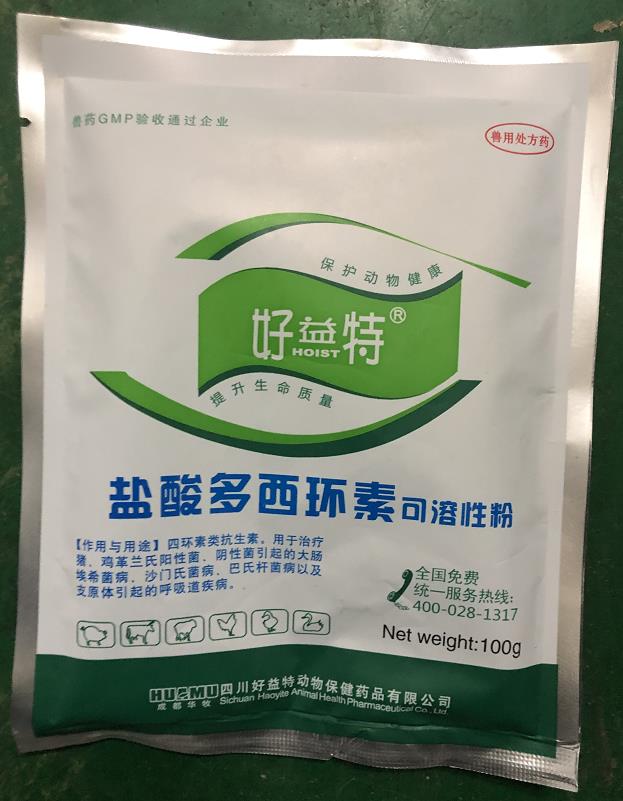 兽药GMP验收通过企业
兽用处方药
保护动物健康
好益特®
HOIST
提升生命质量
盐酸多西环素可溶性粉
【作用与用途】四环素类抗生素。用于治疗
猪、鸡革兰氏阳性菌、阴性菌引起的大肠
埃希菌病、沙门氏菌病、巴氏杆菌病以及
支原体引起的呼吸道疾病。
全国免费
统一服务热线:
400-028-1317
Net weight:100g
HUAMU
成都华牧
四川好益特动物保健药品有限公司
Sichuan Haoyite Animal Health Pharmaceutical Co., Ltd.